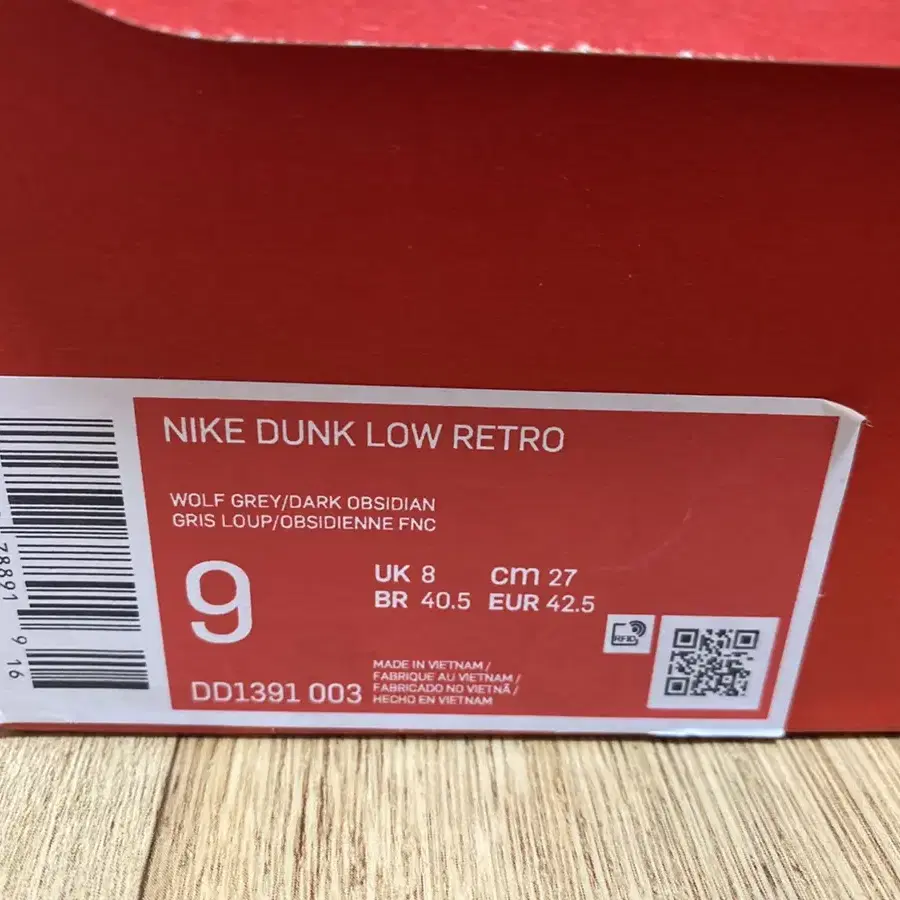 NIKE DUNK LOW RETRO
WOLF GREY/DARK OBSIDIAN
GRIS LOUP/OBSIDIENNE FNC
9
UK 8 cm 27
BR 40.5 EUR 42.5
RFID
DD1391 003
MADE IN VIETNAM /
FABRIQUE AU VIETNAM /
FABRICADO NO VIETNÃ /
HECHO EN VIETNAM
78891 9 16